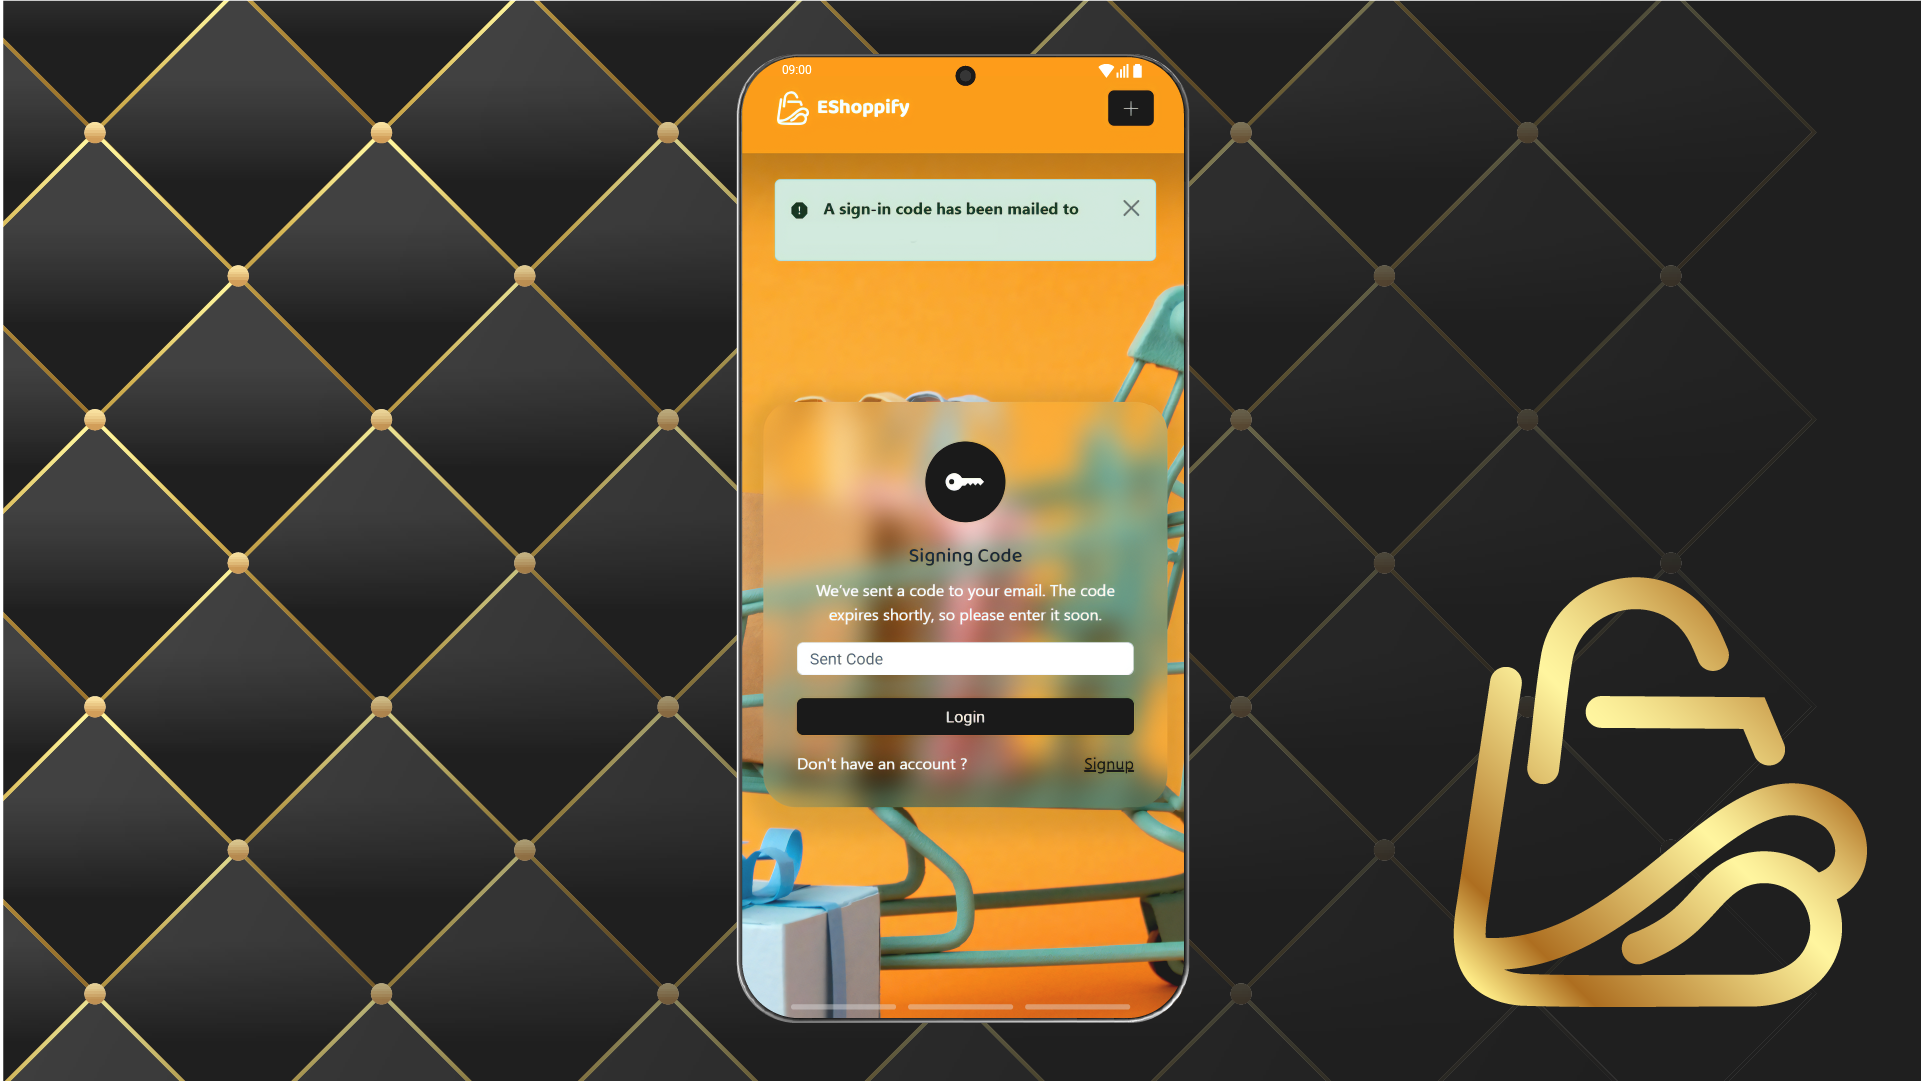 09:00
EShoppify
A sign-in code has been mailed to
Signing Code
We've sent a code to your email. The code
expires shortly, so please enter it soon.
Sent Code
Login
Don't have an account ?
Signup